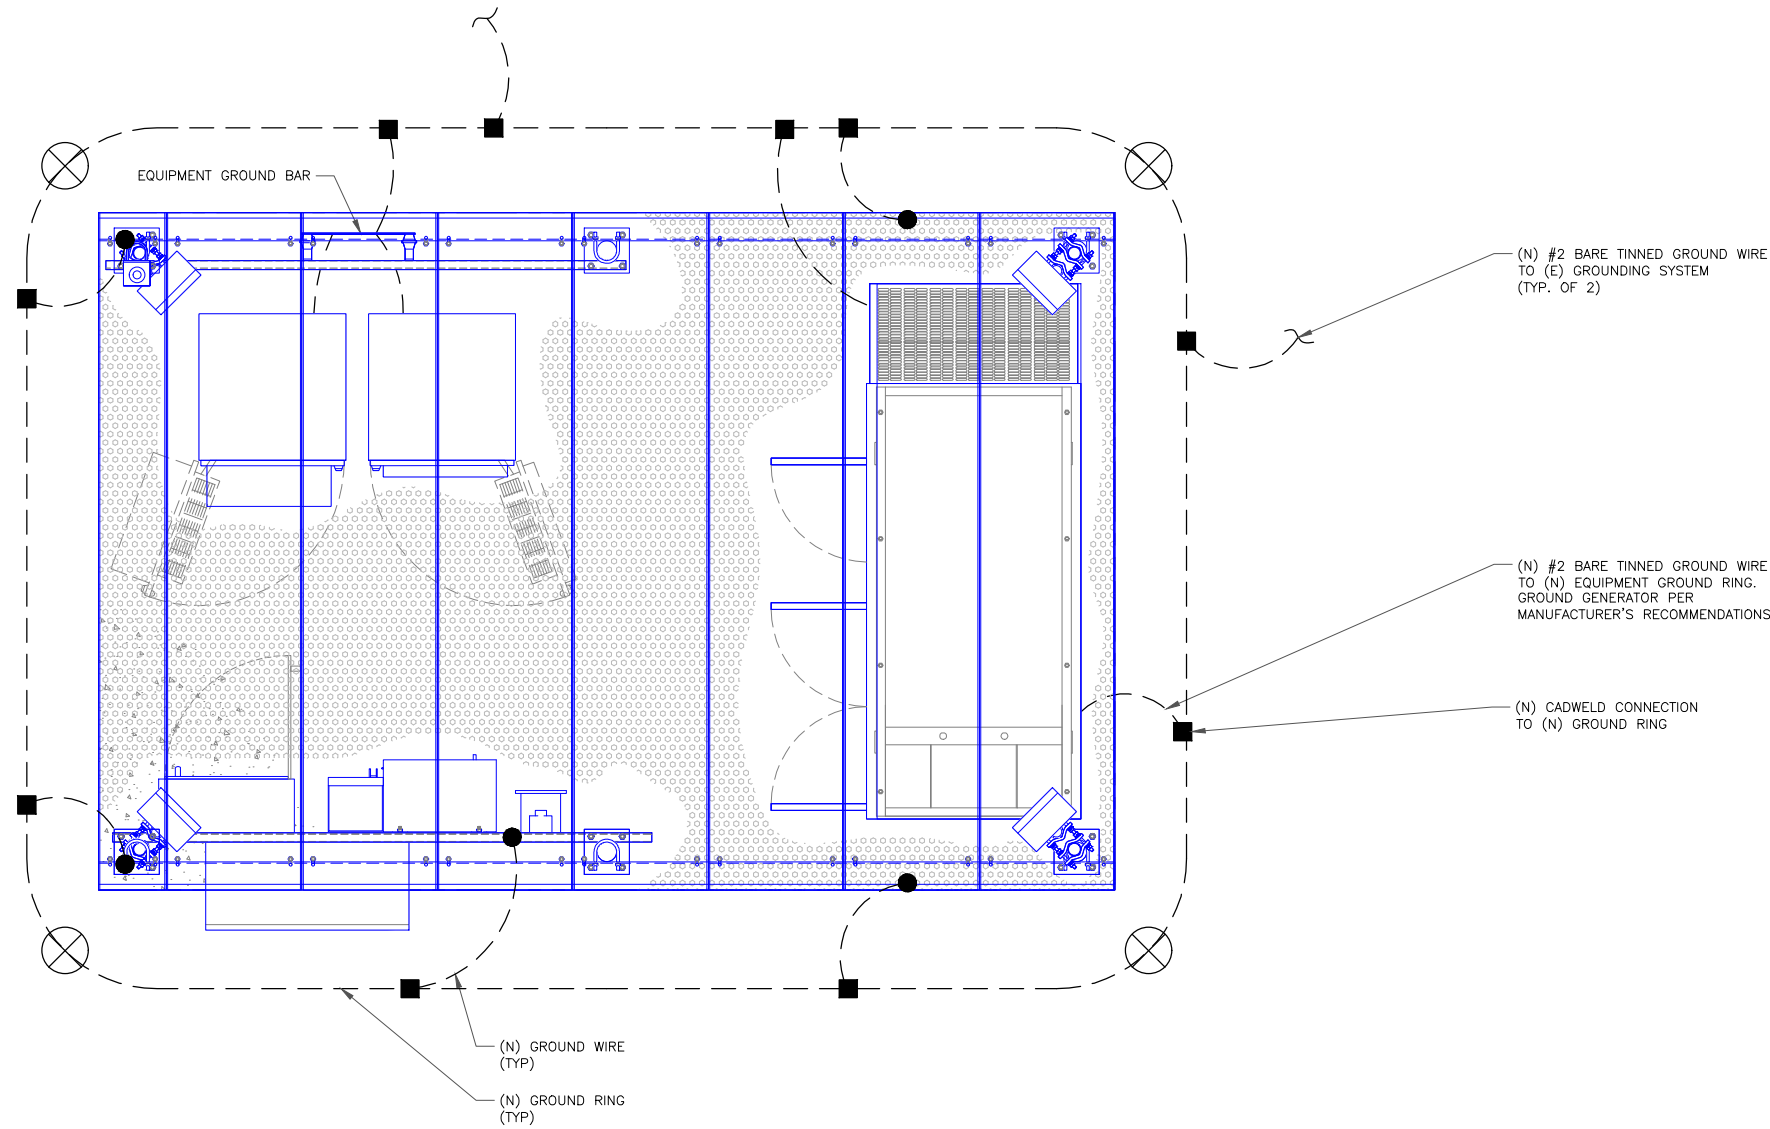 EQUIPMENT GROUND BAR
(N) #2 BARE TINNED GROUND WIRE
TO (E) GROUNDING SYSTEM
(TYP. OF 2)
(N) #2 BARE TINNED GROUND WIRE
TO (N) EQUIPMENT GROUND RING.
GROUND GENERATOR PER
MANUFACTURER'S RECOMMENDATIONS
(N) CADWELD CONNECTION
TO (N) GROUND RING
(N) GROUND WIRE
(TYP)
(N) GROUND RING
(TYP)